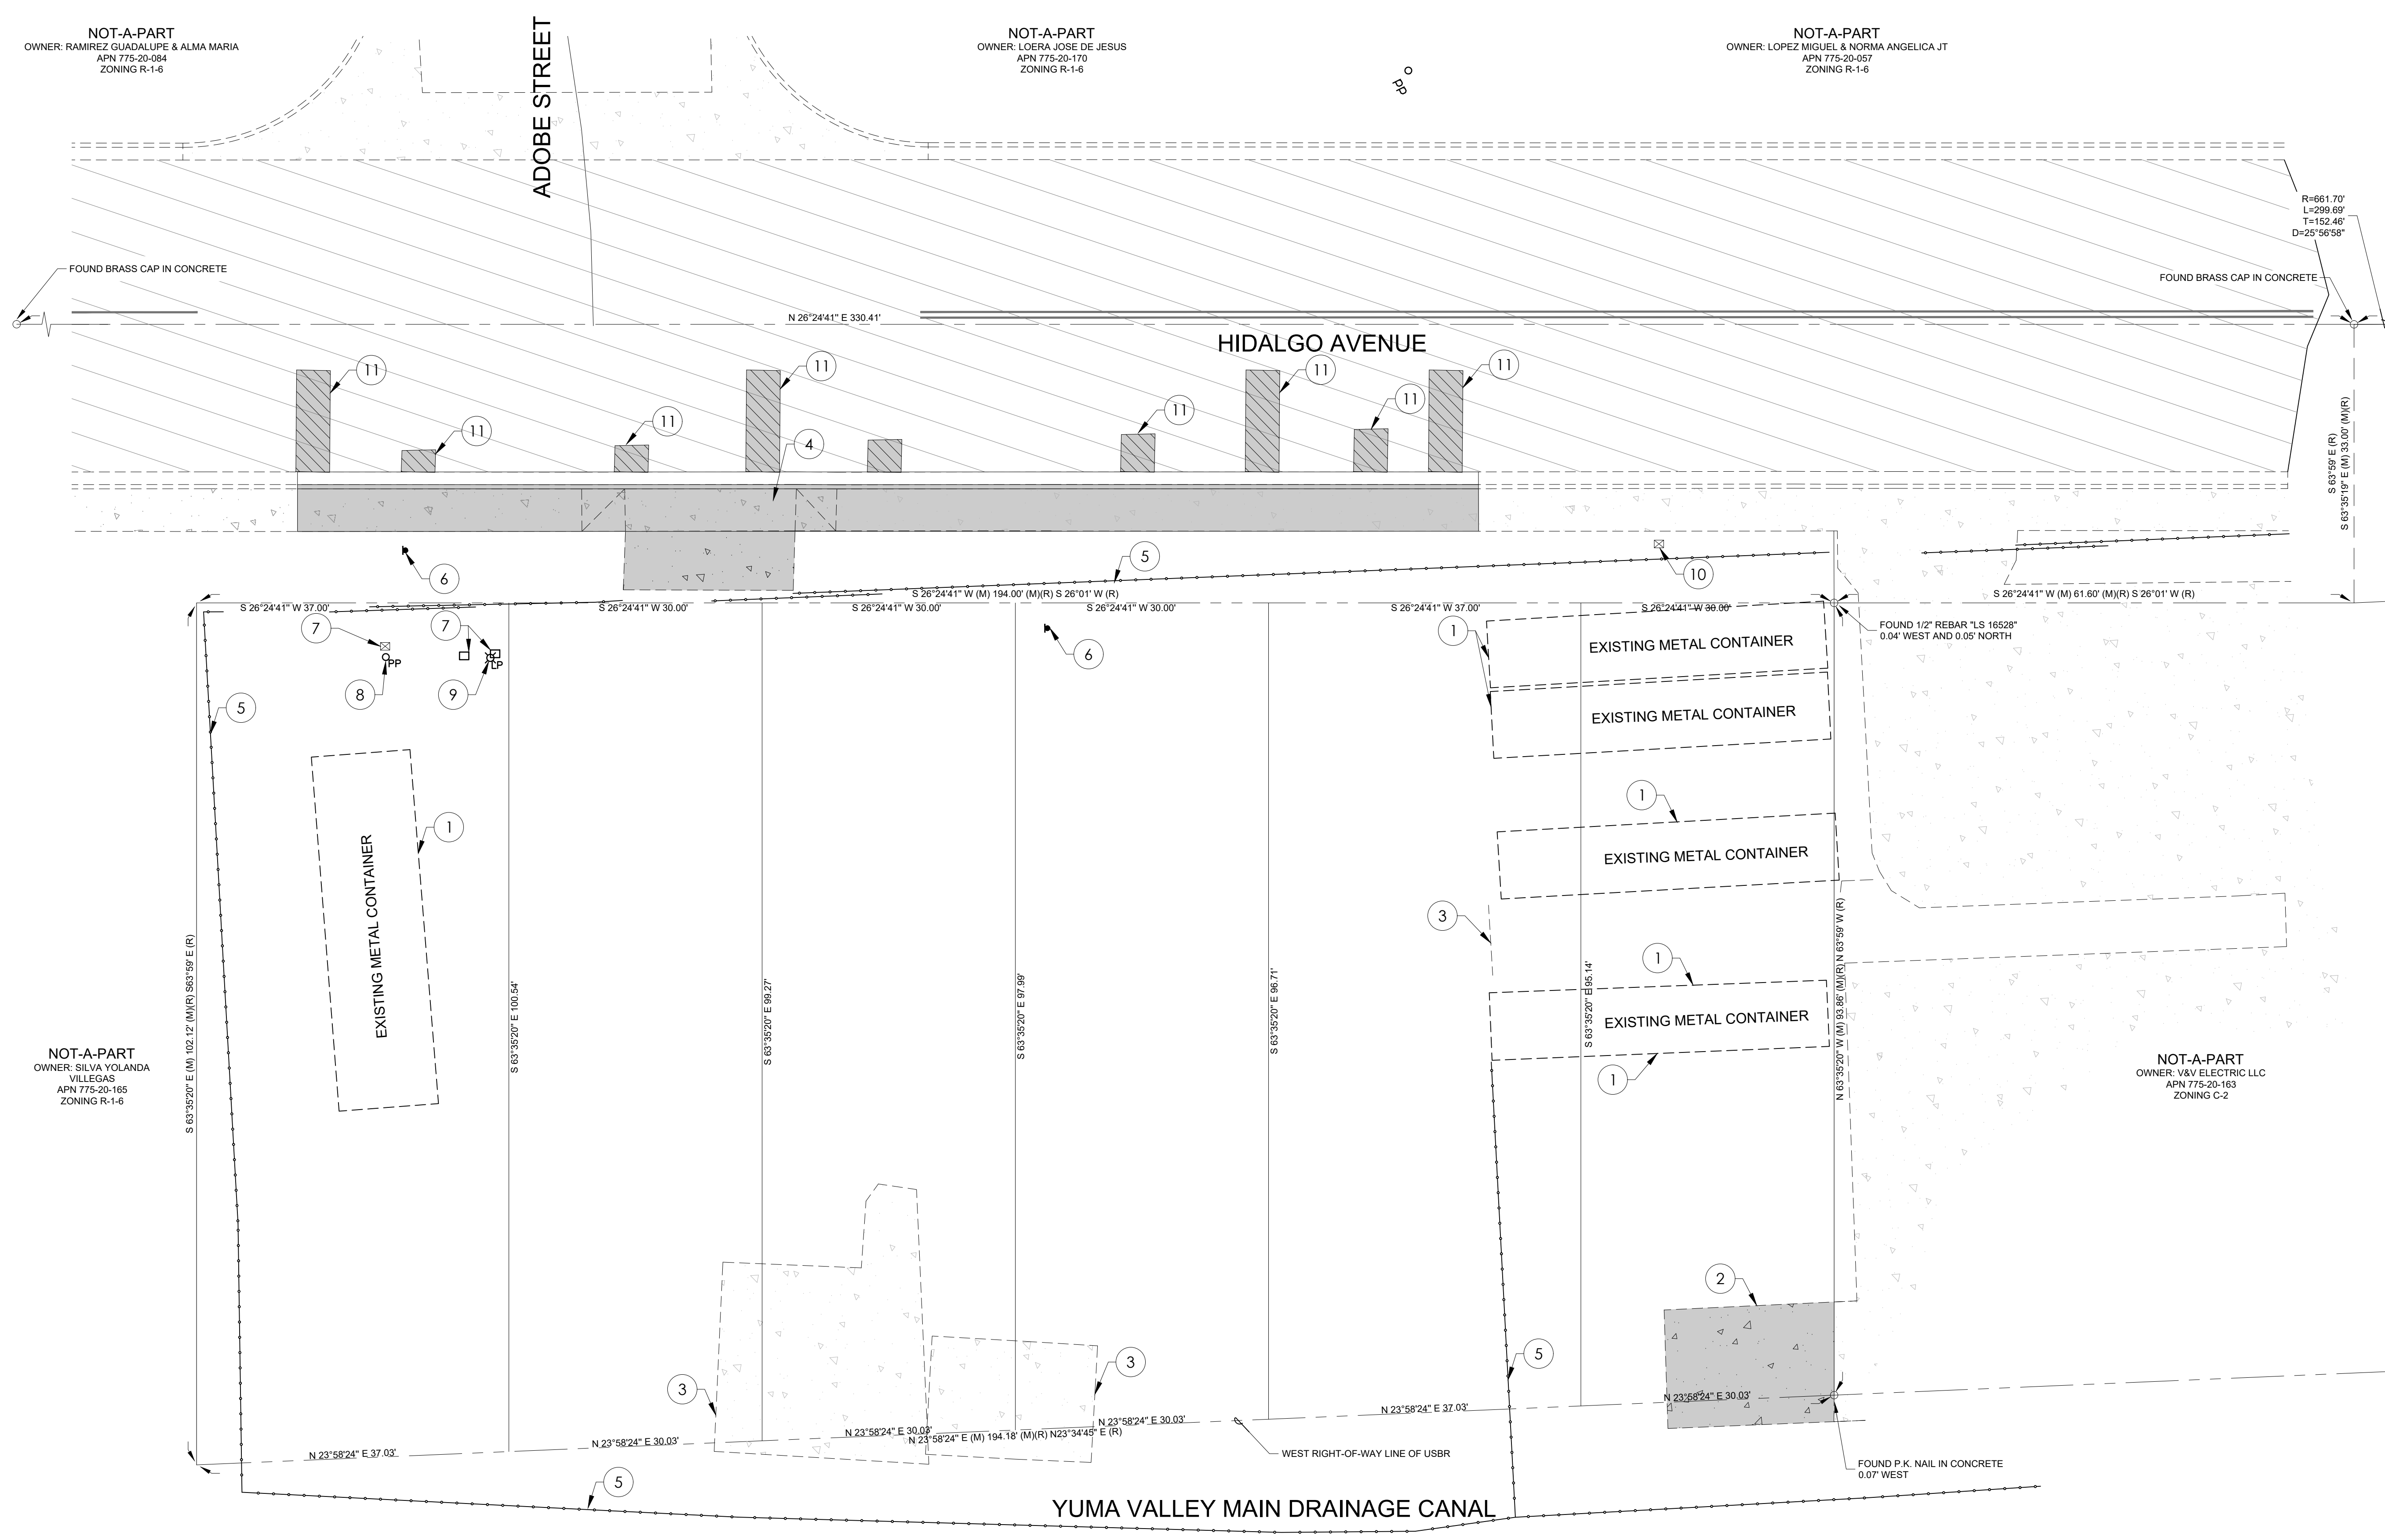 NOT-A-PART
OWNER: RAMIREZ GUADALUPE & ALMA MARIA
APN 775-20-084
ZONING R-1-6
ADOBE STREET
NOT-A-PART
OWNER: LOERA JOSE DE JESUS
APN 775-20-170
ZONING R-1-6
PP
NOT-A-PART
OWNER: LOPEZ MIGUEL & NORMA ANGELICA JT
APN 775-20-057
ZONING R-1-6
R=661.70'
L=299.69'
T=152.46'
D=25°56'58"
FOUND BRASS CAP IN CONCRETE
FOUND BRASS CAP IN CONCRETE
N 26°24'41" E 330.41'
HIDALGO AVENUE
11
11
11
11
11
11
11
11
4
S 63°59' E (R)
S 63°35'19" E (M) 33.00' (M)(R)
6
5
10
S 26°24'41" W (M) 194.00' (M)(R) S 26°01' W (R)
S 26°24'41" W (M) 61.60' (M)(R) S 26°01' W (R)
S 26°24'41" W 37.00'
S 26°24'41" W 30.00'
S 26°24'41" W 30.00'
S 26°24'41" W 30.00'
S 26°24'41" W 37.00'
S 26°24'41" W 30.00'
7
7
6
1
EXISTING METAL CONTAINER
FOUND 1/2" REBAR "LS 16528"
0.04' WEST AND 0.05' NORTH
PP
LP
8
9
5
EXISTING METAL CONTAINER
1
1
EXISTING METAL CONTAINER
EXISTING METAL CONTAINER
3
1
EXISTING METAL CONTAINER
1
S 63°35'20" E (M) 102.12' (M)(R) S63°59' E (R)
S 63°35'20" E 100.54'
S 63°35'20" E 99.27'
S 63°35'20" E 97.99'
S 63°35'20" E 96.71'
S 63°35'20" E 95.14'
N 63°35'20" W (M) 93.86' (M)(R) N 63°59' W (R)
NOT-A-PART
OWNER: SILVA YOLANDA
VILLEGAS
APN 775-20-165
ZONING R-1-6
NOT-A-PART
OWNER: V&V ELECTRIC LLC
APN 775-20-163
ZONING C-2
2
3
3
5
N 23°58'24" E 37.03'
N 23°58'24" E 30.03'
N 23°58'24" E 30.03'
N 23°58'24" E 30.03'
N 23°58'24" E 37.03'
N 23°58'24" E 30.03'
N 23°58'24" E (M) 194.18' (M)(R) N23°34'45" E (R)
WEST RIGHT-OF-WAY LINE OF USBR
FOUND P.K. NAIL IN CONCRETE
0.07' WEST
5
YUMA VALLEY MAIN DRAINAGE CANAL